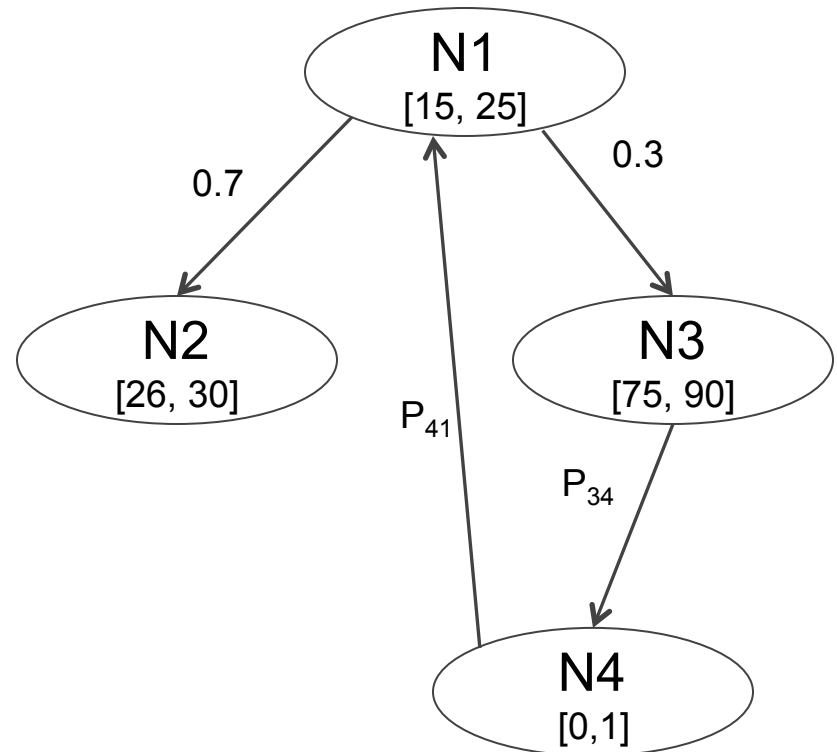 N1
[15, 25]
0.3
0.7
N2
[26, 30]
N3
[75, 90]
P₄₁
P₃₄
N4
[0,1]